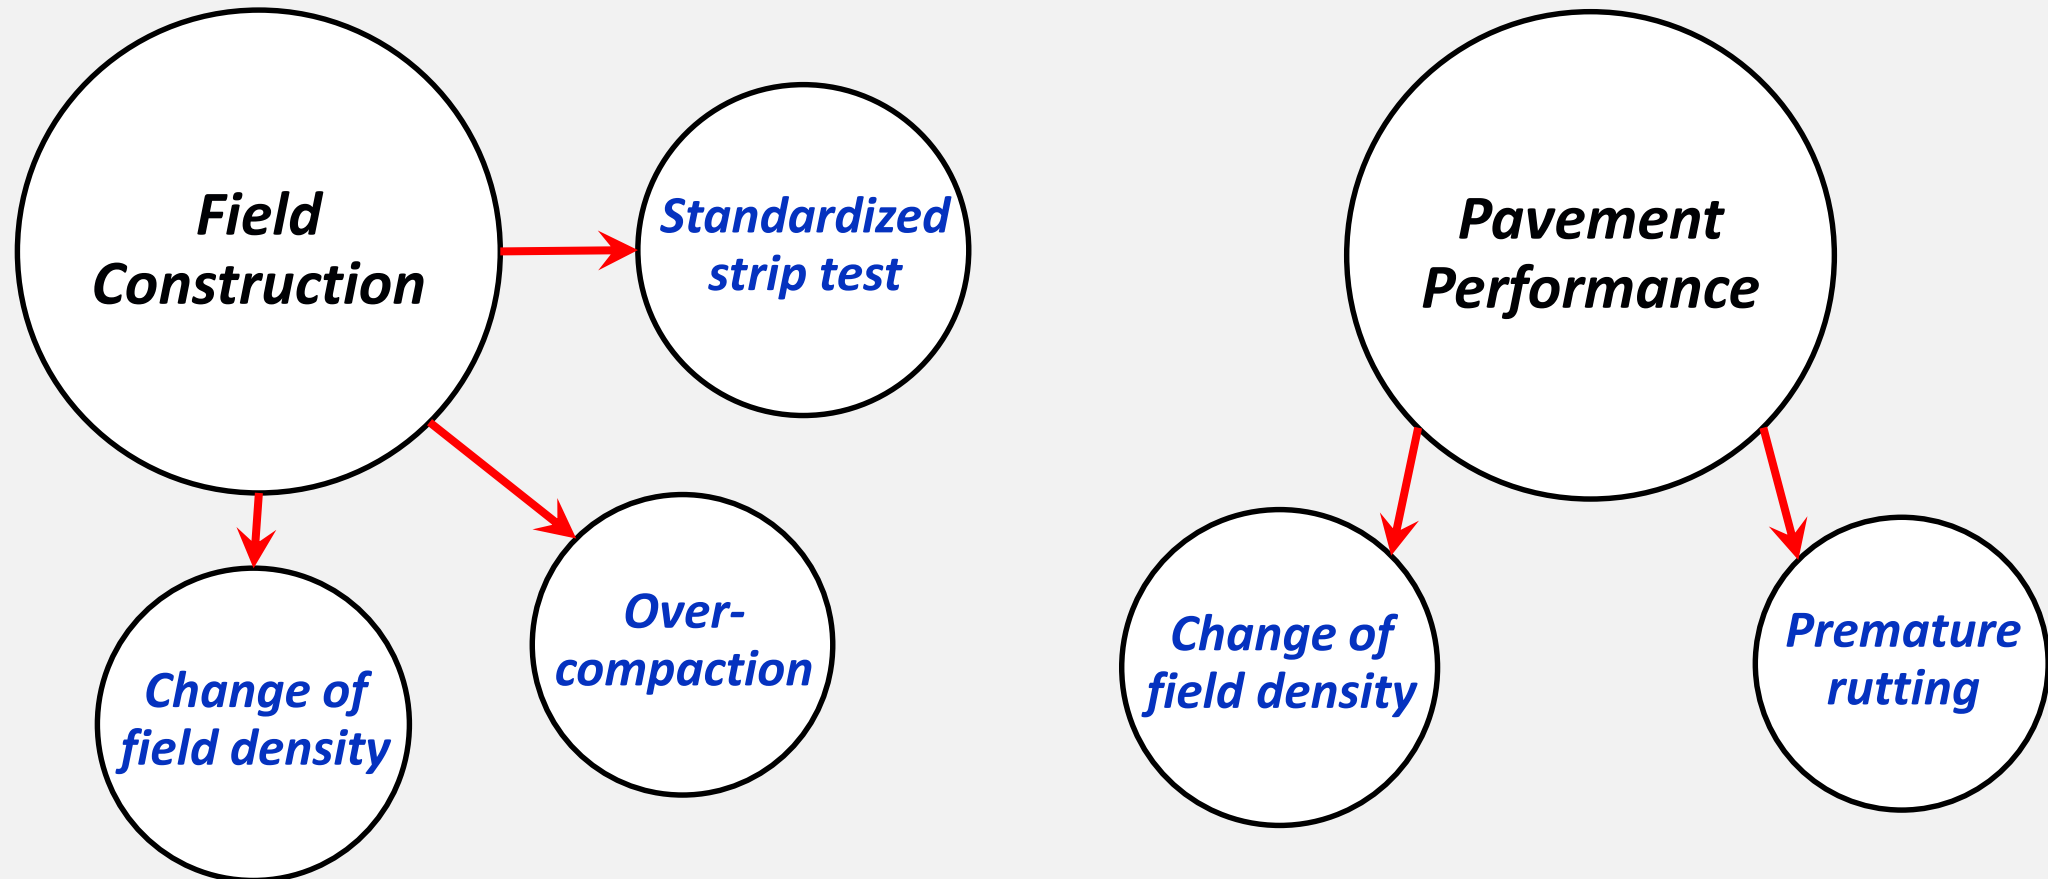 Field
Construction
Standardized
strip test
Over-
compaction
Change of
field density
Pavement
Performance
Change of
field density
Premature
rutting